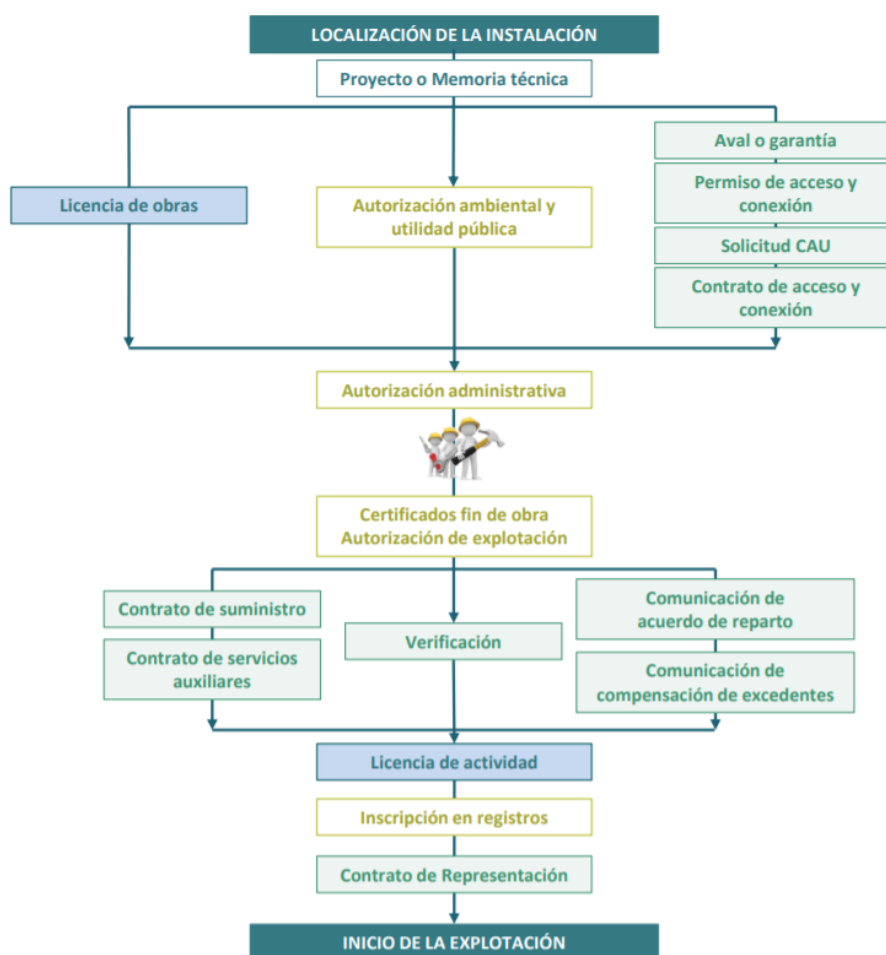 LOCALIZACIÓN DE LA INSTALACIÓN
Proyecto o Memoria técnica
Licencia de obras
Autorización ambiental y
utilidad pública
Aval o garantía
Permiso de acceso y
conexión
Solicitud CAU
Contrato de acceso y
conexión
Autorización administrativa
Certificados fin de obra
Autorización de explotación
Contrato de suministro
Contrato de servicios
auxiliares
Verificación
Comunicación de
acuerdo de reparto
Comunicación de
compensación de excedentes
Licencia de actividad
Inscripción en registros
Contrato de Representación
INICIO DE LA EXPLOTACIÓN